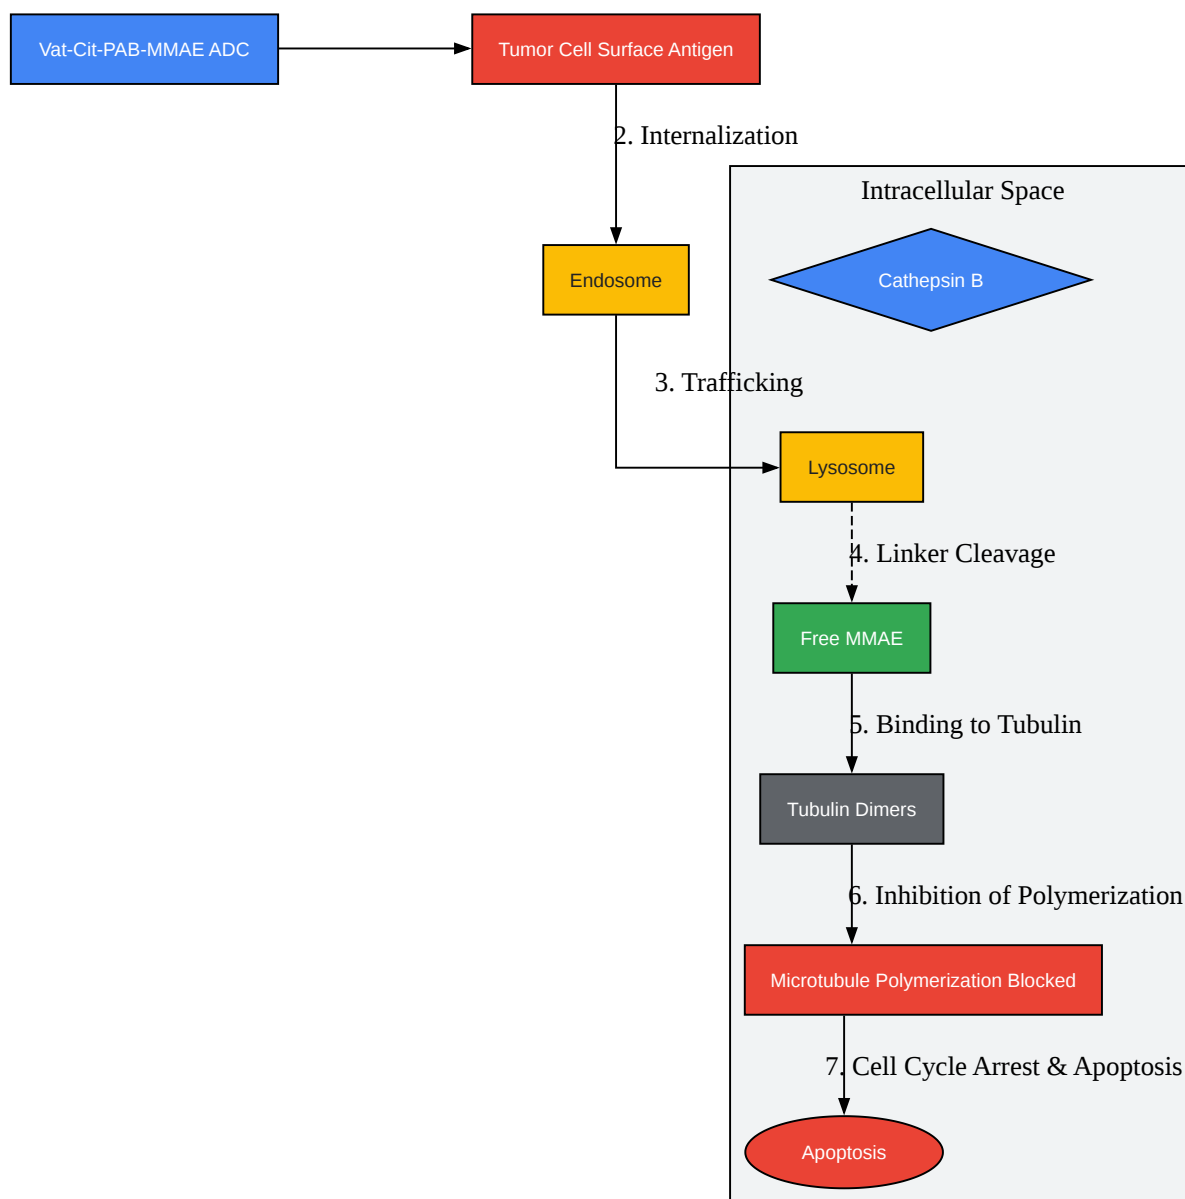 Vat-Cit-PAB-MMAE ADC
Tumor Cell Surface Antigen
2. Internalization
Intracellular Space
Endosome
Cathepsin B
3. Trafficking
Lysosome
4. Linker Cleavage
Free MMAE
5. Binding to Tubulin
Tubulin Dimers
6. Inhibition of Polymerization
Microtubule Polymerization Blocked
7. Cell Cycle Arrest & Apoptosis
Apoptosis